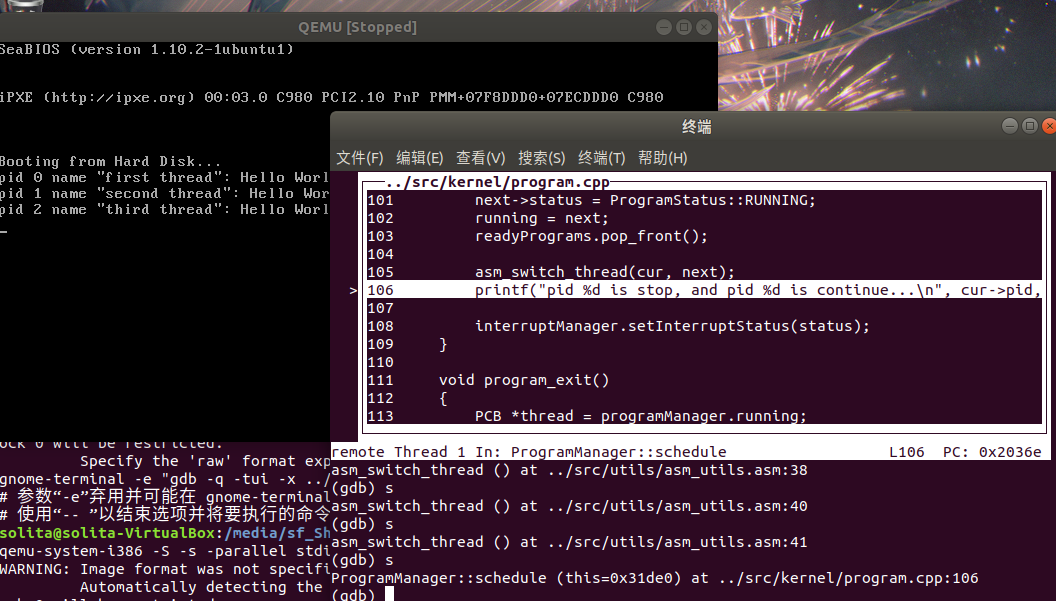 QEMU [Stopped]
SeaBIOS (version 1.10.2-1ubuntu1)
iPXE (http://ipxe.org) 00:03.0 C980 PCI2.10 PnP PMM+07F8DDD0+07ECDDD0 C980
Booting from Hard Disk...
pid 0 name "first thread": Hello Worl
pid 1 name "second thread": Hello Wor
pid 2 name "third thread": Hello Worl
终端
文件(F) 编辑(E) 查看(V) 搜索(S) 终端(T) 帮助(H)
../src/kernel/program.cpp
101 next->status = ProgramStatus::RUNNING;
102 running = next;
103 readyPrograms.pop_front();
104
105 asm_switch_thread(cur, next);
> 106 printf("pid %d is stop, and pid %d is continue...\n", cur->pid,
107
108 interruptManager.setInterruptStatus(status);
109 }
110
111 void program_exit()
112 {
113 PCB *thread = programManager.running;
remote Thread 1 In: ProgramManager::schedule L106 PC: 0x2036e
asm_switch_thread () at ../src/utils/asm_utils.asm:38
(gdb) s
asm_switch_thread () at ../src/utils/asm_utils.asm:40
(gdb) s
asm_switch_thread () at ../src/utils/asm_utils.asm:41
(gdb) s
ProgramManager::schedule (this=0x31de0) at ../src/kernel/program.cpp:106
(gdb)
ock 0 will be restricted.
Specify the 'raw' format exp
gnome-terminal -e "gdb -q -tui -x ../
# 参数“-e”弃用并可能在 gnome-terminal
# 使用“-- ”以结束选项并将要执行的命令
solita@solita-VirtualBox:/media/sf_Sh
qemu-system-i386 -S -s -parallel stdi
WARNING: Image format was not specifi
Automatically detecting the